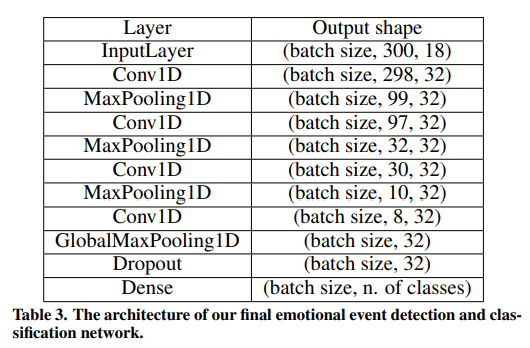 Layer Output shape
InputLayer (batch size, 300, 18)
Conv1D (batch size, 298, 32)
MaxPooling1D (batch size, 99, 32)
Conv1D (batch size, 97, 32)
MaxPooling1D (batch size, 32, 32)
Conv1D (batch size, 30, 32)
MaxPooling1D (batch size, 10, 32)
Conv1D (batch size, 8, 32)
GlobalMaxPooling1D (batch size, 32)
Dropout (batch size, 32)
Dense (batch size, n. of classes)
Table 3. The architecture of our final emotional event detection and clas-
sification network.